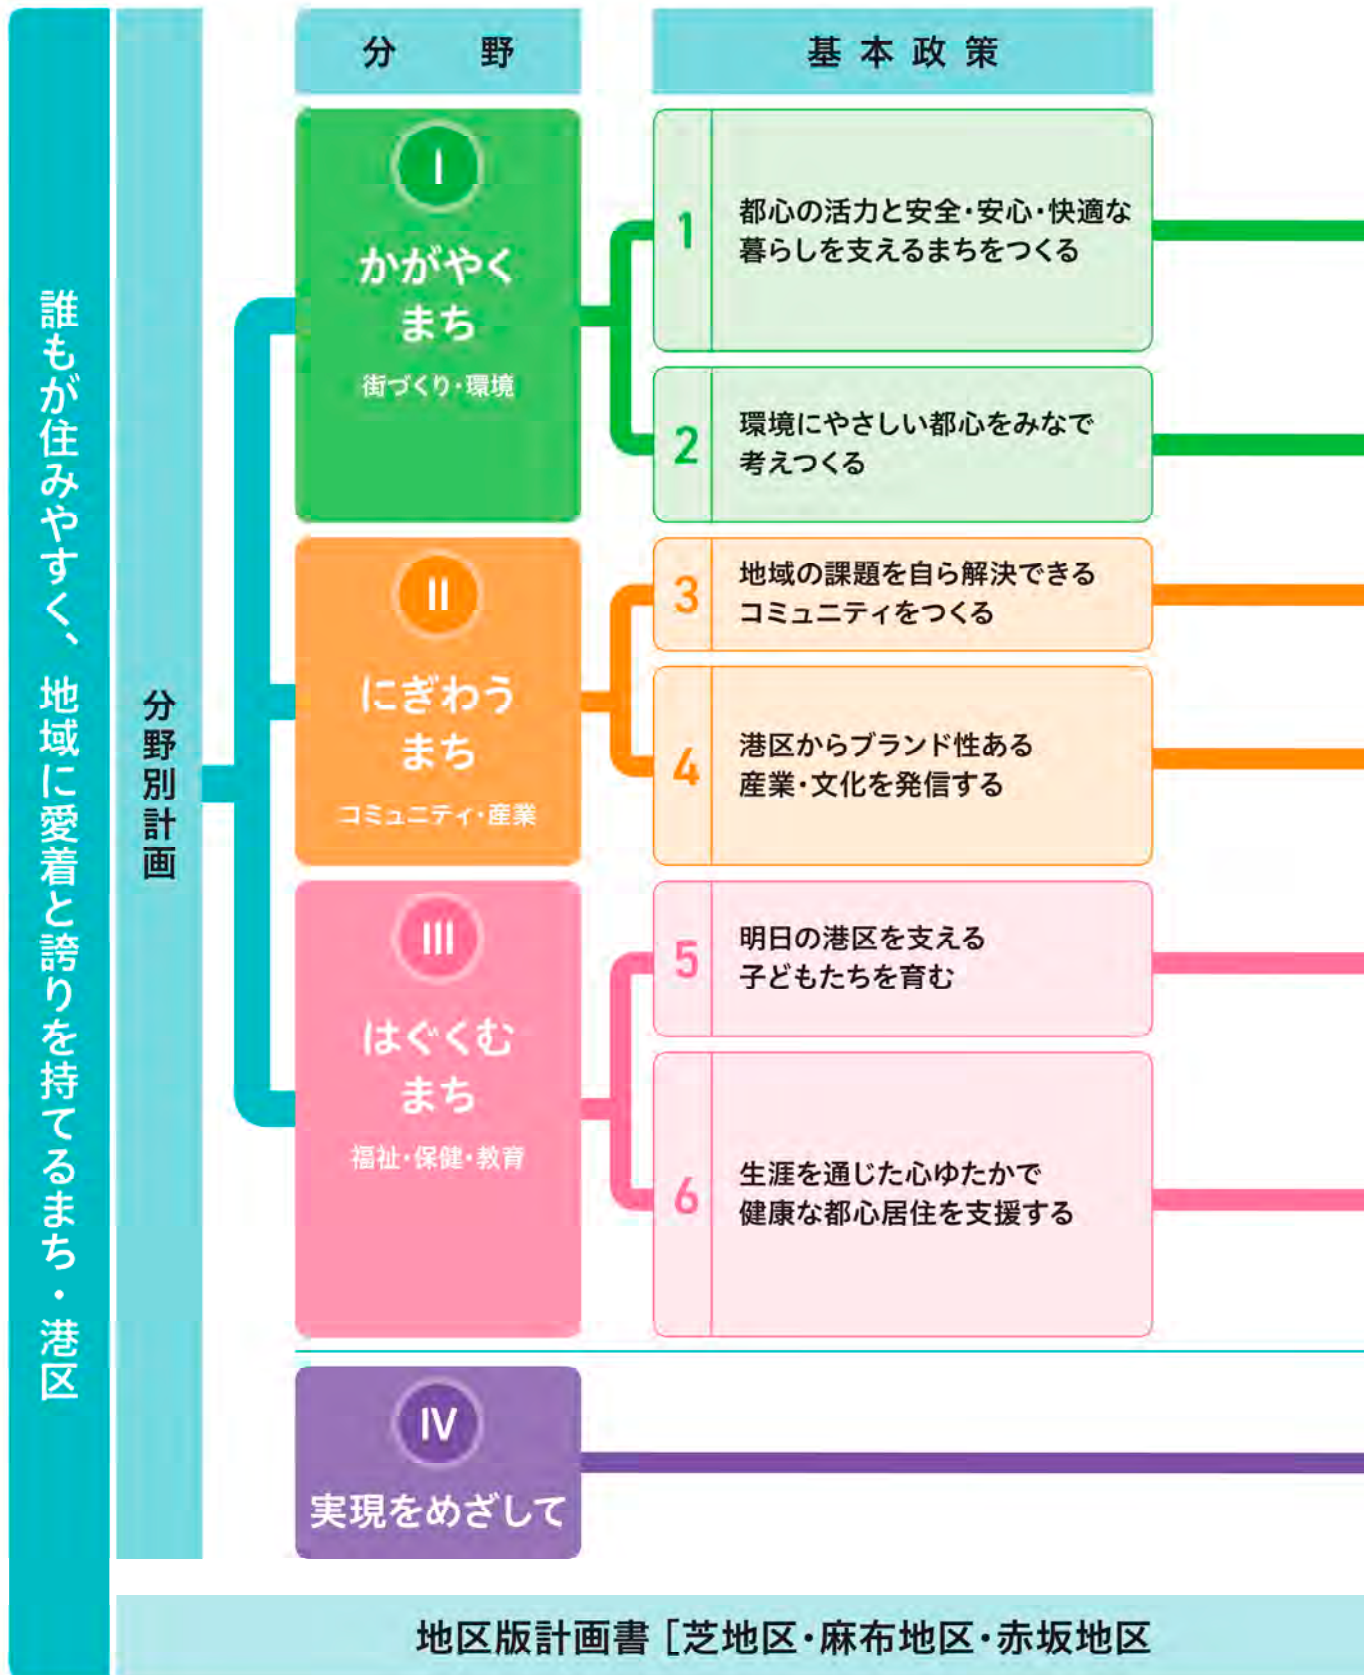 誰もが住みやすく、地域に愛着と誇りを持てるまち・港区
分野別計画
分野
基本政策
I
かがやく
まち
街づくり・環境
1
都心の活力と安全・安心・快適な
暮らしを支えるまちをつくる
2
環境にやさしい都心をみなで
考えつくる
II
にぎわう
まち
コミュニティ・産業
3
地域の課題を自ら解決できる
コミュニティをつくる
4
港区からブランド性ある
産業・文化を発信する
III
はぐくむ
まち
福祉・保健・教育
5
明日の港区を支える
子どもたちを育む
6
生涯を通じた心ゆたかで
健康な都心居住を支援する
IV
実現をめざして
地区版計画書［芝地区・麻布地区・赤坂地区